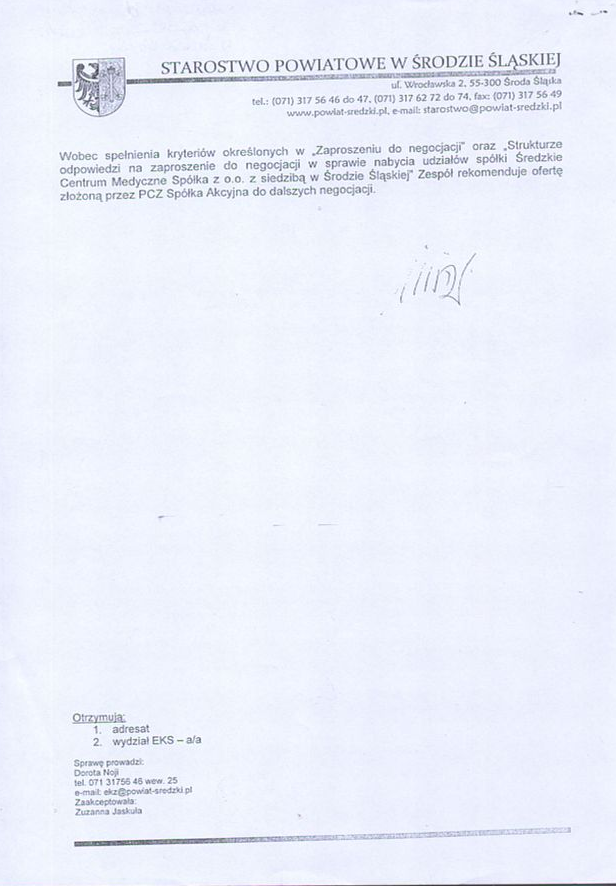 STAROSTWO POWIATOWE W ŚRODZIE ŚLĄSKIEJ
ul. Wrocławska 2, 55-300 Środa Śląska
tel.: (071) 317 56 46 do 47, (071) 317 62 72 do 74, fax: (071) 317 56 49
www.powiat-sredzki.pl, e-mail: starostwo@powiat-sredzki.pl
Wobec spełnienia kryteriów określonych w „Zaproszeniu do negocjacji” oraz „Strukturze
odpowiedzi na zaproszenie do negocjacji w sprawie nabycia udziałów spółki Średzkie
Centrum Medyczne Spółka z o.o. z siedzibą w Środzie Śląskiej” Zespół rekomenduje ofertę
złożoną przez PCZ Spółka Akcyjna do dalszych negocjacji.
Otrzymują:
1. adresat
2. wydział EKS – a/a
Sprawę prowadzi:
Dorota Noji
tel. 071 31756 46 wew. 25
e-mail: ekz@powiat-sredzki.pl
Zaakceptowała:
Zuzanna Jaskuła